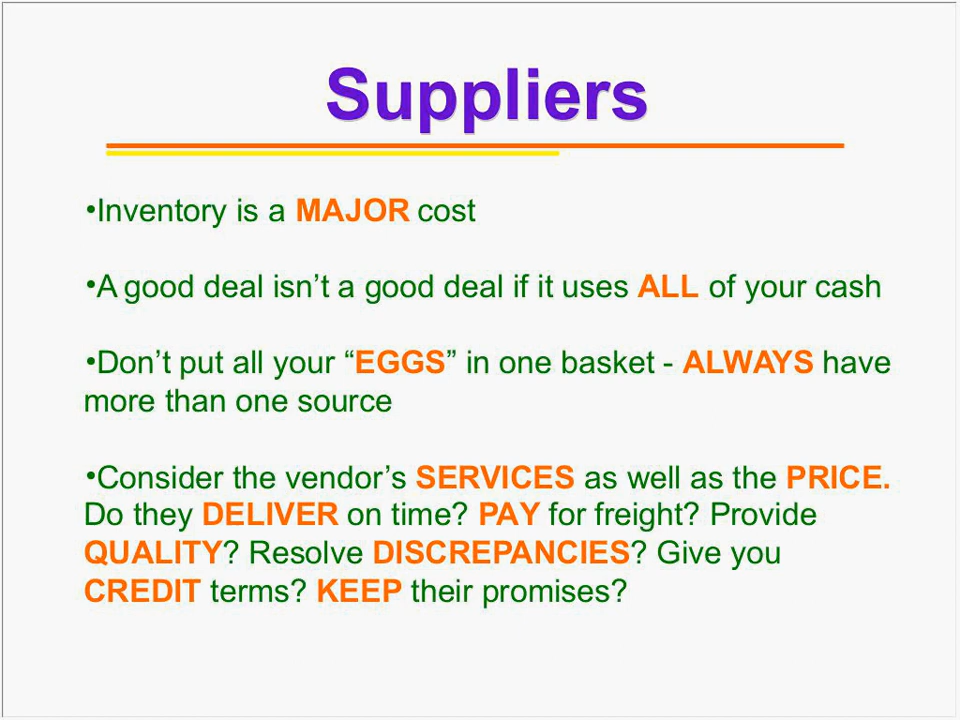 Suppliers
•Inventory is a MAJOR cost
•A good deal isn’t a good deal if it uses ALL of your cash
•Don’t put all your “EGGS” in one basket - ALWAYS have
more than one source
•Consider the vendor’s SERVICES as well as the PRICE.
Do they DELIVER on time? PAY for freight? Provide
QUALITY? Resolve DISCREPANCIES? Give you
CREDIT terms? KEEP their promises?